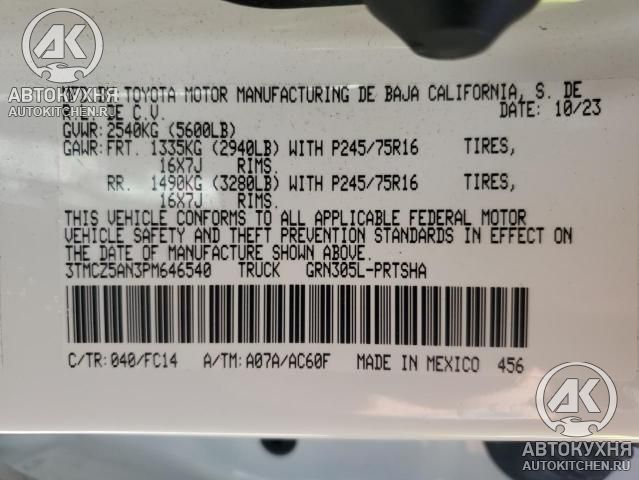 AK
АВТОКУХНЯ
AUTOKITCHEN.RU
TOYOTA MOTOR MANUFACTURING DE BAJA CALIFORNIA, S. DE
DE C.V. DATE: 10/23
GVWR: 2540KG (5600LB)
GAWR: FRT. 1335KG (2940LB) WITH P245/75R16 TIRES,
16X7J RIMS.
RR. 1490KG (3280LB) WITH P245/75R16 TIRES,
16X7J RIMS.
THIS VEHICLE CONFORMS TO ALL APPLICABLE FEDERAL MOTOR
VEHICLE SAFETY AND THEFT PREVENTION STANDARDS IN EFFECT ON
THE DATE OF MANUFACTURE SHOWN ABOVE.
3TMCZ5AN3PM646540 TRUCK GRN305L-PRTSHA
C/TR: 040/FC14 A/TM: A07A/AC60F MADE IN MEXICO 456
AK
АВТОКУХНЯ
AUTOKITCHEN.RU